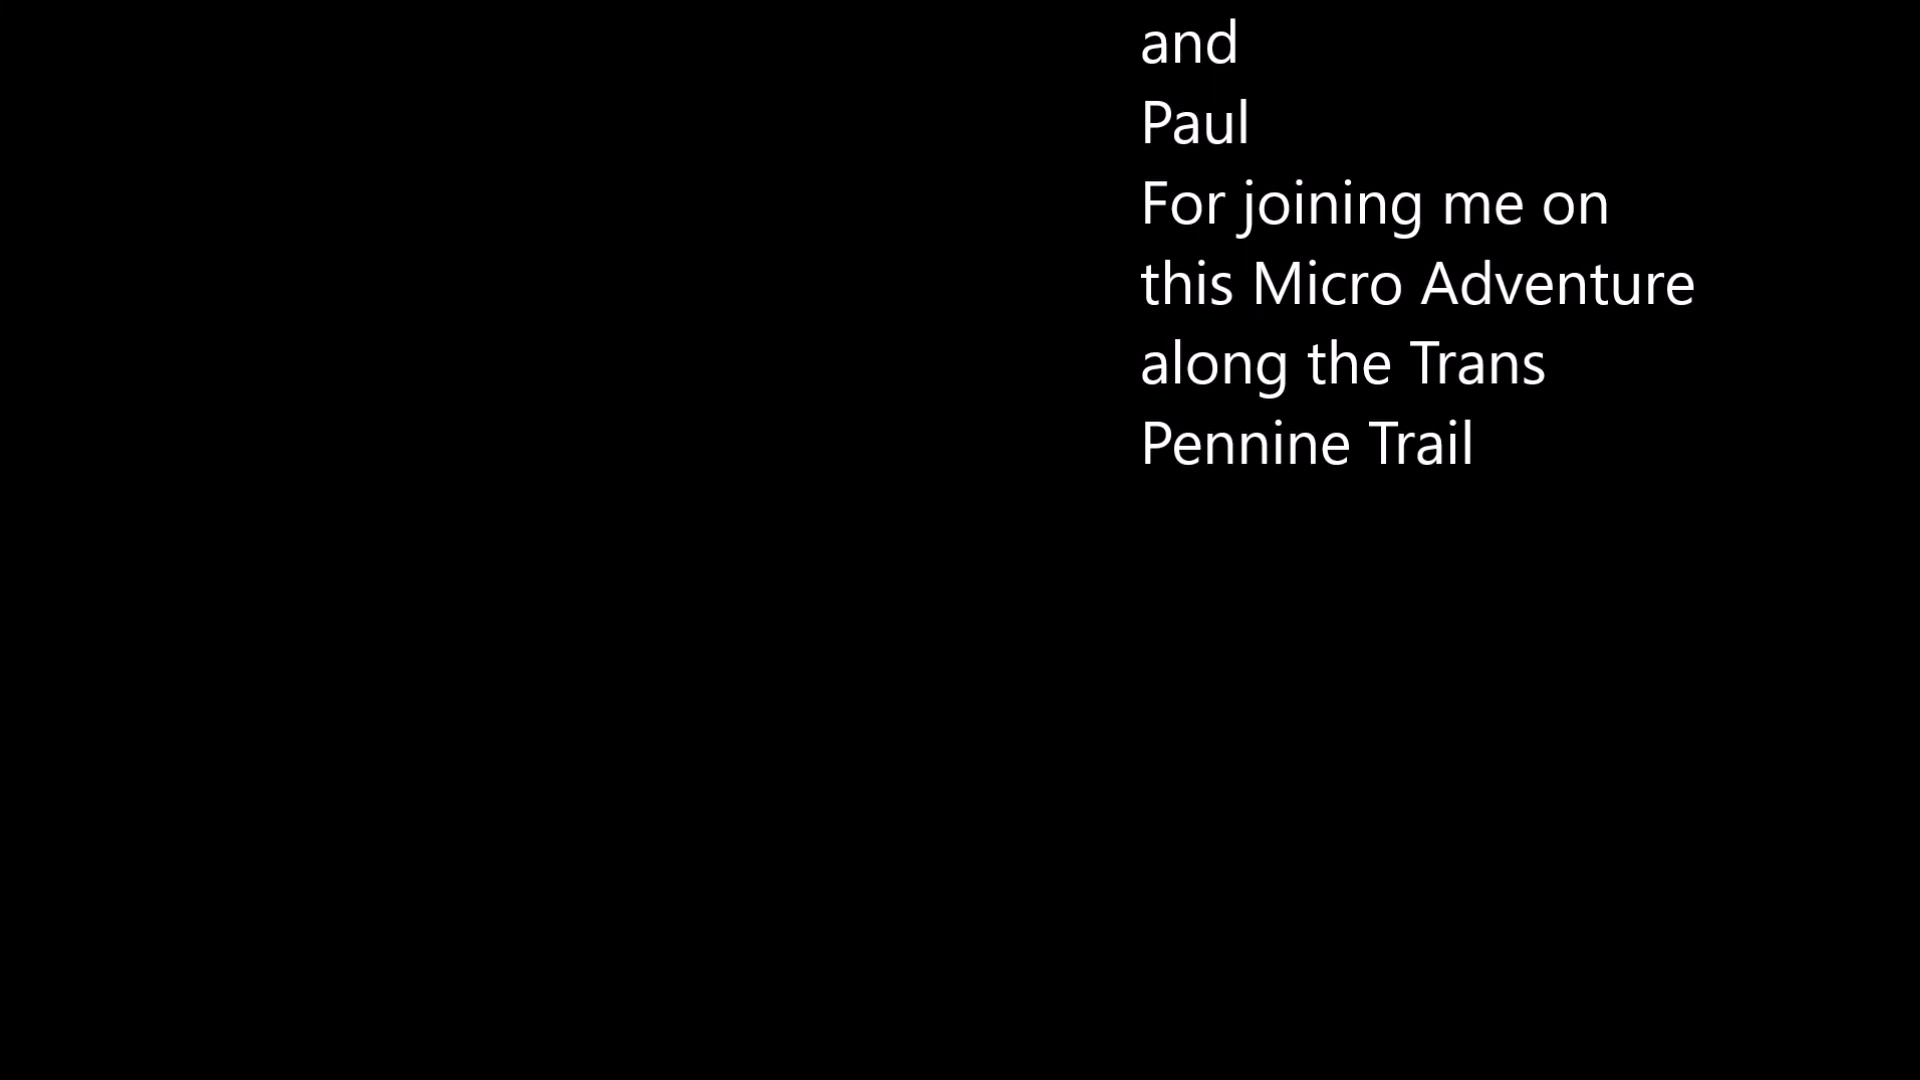 and
Paul
For joining me on
this Micro Adventure
along the Trans
Pennine Trail